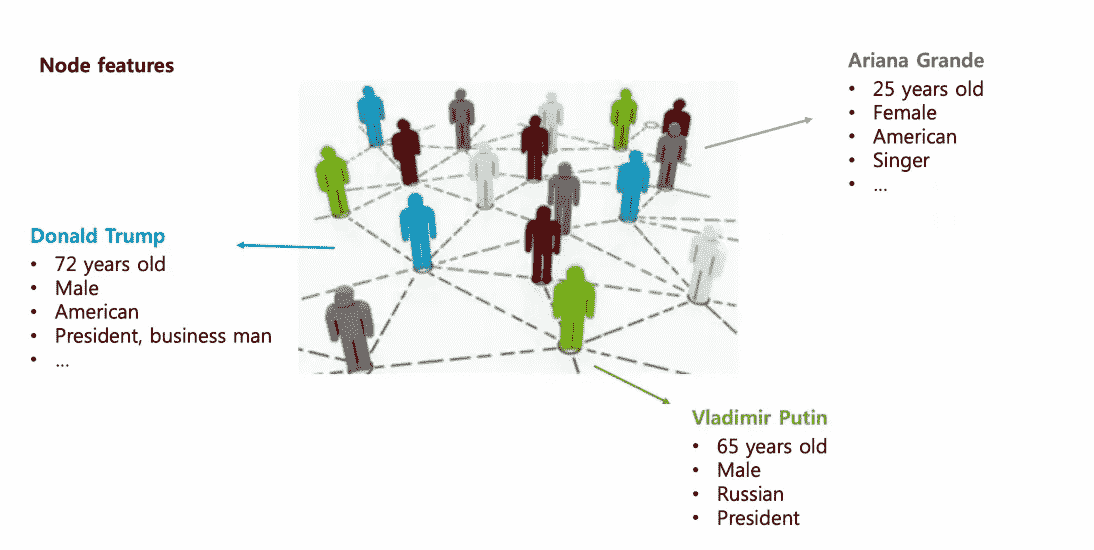 Node features
Ariana Grande
• 25 years old
• Female
• American
• Singer
• ...
Donald Trump
• 72 years old
• Male
• American
• President, business man
• ...
Vladimir Putin
• 65 years old
• Male
• Russian
• President